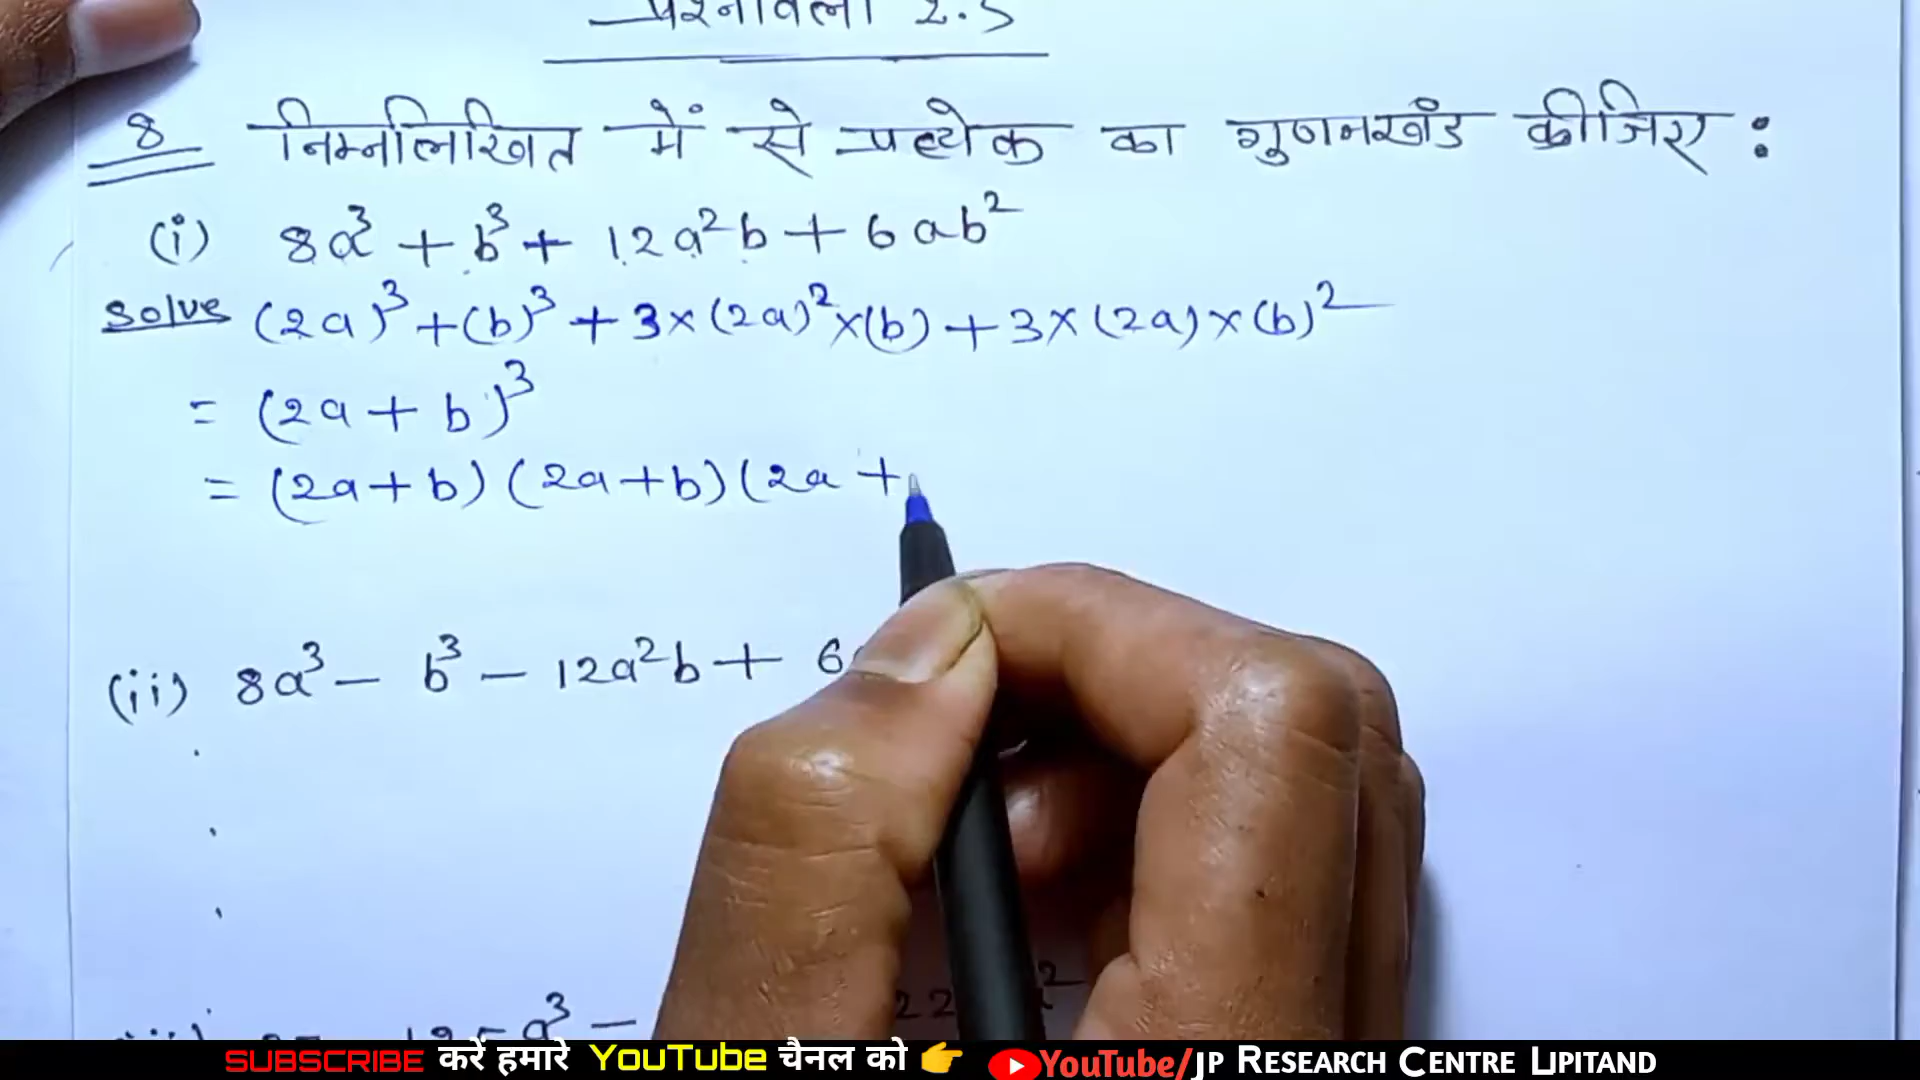 प्रश्नावली 2.5
8 निम्नलिखित में से प्रत्येक का गुणनखंड कीजिए :
(i) 8a³ + b³ + 12a²b + 6ab²
Solve (2a)³ + (b)³ + 3×(2a)²×(b) + 3×(2a)×(b)²
= (2a + b)³
= (2a + b) (2a + b) (2a +
(ii) 8a³ - b³ - 12a²b + 6
SUBSCRIBE करें हमारे YouTube चैनल को 👉 YouTube/JP RESEARCH CENTRE LIPITAND